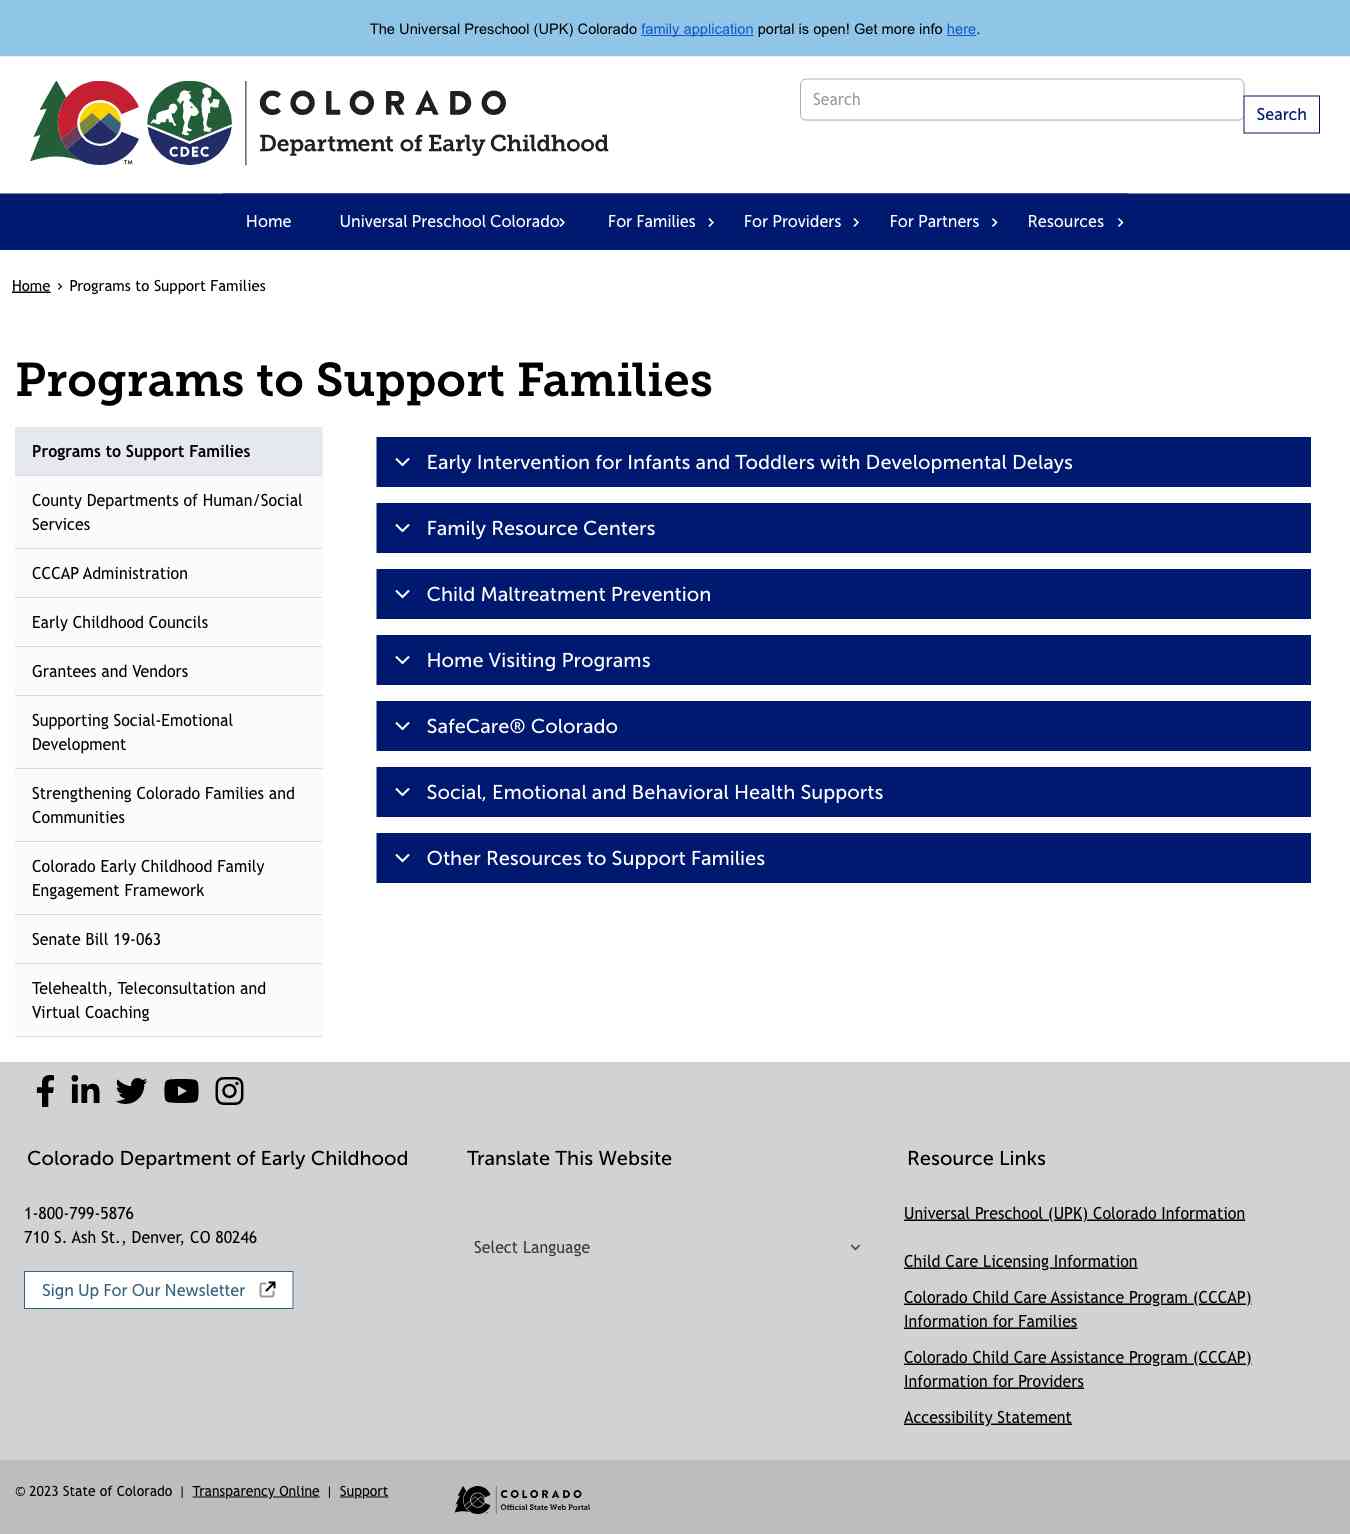 The Universal Preschool (UPK) Colorado family application portal is open! Get more info here.
CDEC
TM
COLORADO
Department of Early Childhood
Search
Search
Home
Universal Preschool Colorado
For Families
For Providers
For Partners
Resources
Home › Programs to Support Families
Programs to Support Families
Programs to Support Families
County Departments of Human/Social
Services
CCCAP Administration
Early Childhood Councils
Grantees and Vendors
Supporting Social-Emotional
Development
Strengthening Colorado Families and
Communities
Colorado Early Childhood Family
Engagement Framework
Senate Bill 19-063
Telehealth, Teleconsultation and
Virtual Coaching
Early Intervention for Infants and Toddlers with Developmental Delays
Family Resource Centers
Child Maltreatment Prevention
Home Visiting Programs
SafeCare® Colorado
Social, Emotional and Behavioral Health Supports
Other Resources to Support Families
Colorado Department of Early Childhood
1-800-799-5876
710 S. Ash St., Denver, CO 80246
Sign Up For Our Newsletter
Translate This Website
Select Language
Resource Links
Universal Preschool (UPK) Colorado Information
Child Care Licensing Information
Colorado Child Care Assistance Program (CCCAP)
Information for Families
Colorado Child Care Assistance Program (CCCAP)
Information for Providers
Accessibility Statement
© 2023 State of Colorado | Transparency Online | Support
COLORADO
Official State Web Portal